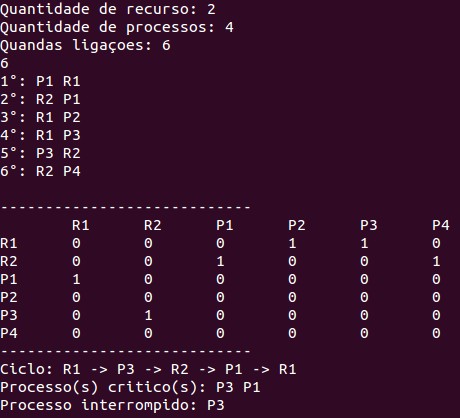 Quantidade de recurso: 2
Quantidade de processos: 4
Quandas ligaçoes: 6
6
1°: P1 R1
2°: R2 P1
3°: R1 P2
4°: R1 P3
5°: P3 R2
6°: R2 P4
----------------------------
R1 R2 P1 P2 P3 P4
R1 0 0 0 1 1 0
R2 0 0 1 0 0 1
P1 1 0 0 0 0 0
P2 0 0 0 0 0 0
P3 0 1 0 0 0 0
P4 0 0 0 0 0 0
----------------------------
Ciclo: R1 -> P3 -> R2 -> P1 -> R1
Processo(s) critico(s): P3 P1
Processo interrompido: P3